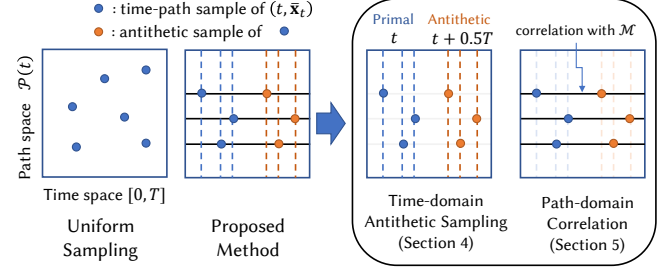 : time-path sample of (t, x̄ₜ)
: antithetic sample of
Path space 𝒫(t)
Time space [0, T]
Uniform
Sampling
Proposed
Method
Primal
t
Antithetic
t + 0.5T
correlation with ℳ
Time-domain
Antithetic Sampling
(Section 4)
Path-domain
Correlation
(Section 5)